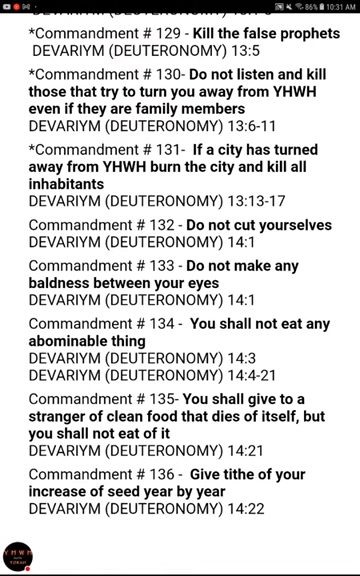 86% 10:31 AM
*Commandment # 129 - Kill the false prophets
DEVARIYM (DEUTERONOMY) 13:5
*Commandment # 130- Do not listen and kill
those that try to turn you away from YHWH
even if they are family members
DEVARIYM (DEUTERONOMY) 13:6-11
*Commandment # 131- If a city has turned
away from YHWH burn the city and kill all
inhabitants
DEVARIYM (DEUTERONOMY) 13:13-17
Commandment # 132 - Do not cut yourselves
DEVARIYM (DEUTERONOMY) 14:1
Commandment # 133 - Do not make any
baldness between your eyes
DEVARIYM (DEUTERONOMY) 14:1
Commandment # 134 - You shall not eat any
abominable thing
DEVARIYM (DEUTERONOMY) 14:3
DEVARIYM (DEUTERONOMY) 14:4-21
Commandment # 135- You shall give to a
stranger of clean food that dies of itself, but
you shall not eat of it
DEVARIYM (DEUTERONOMY) 14:21
Commandment # 136 - Give tithe of your
increase of seed year by year
DEVARIYM (DEUTERONOMY) 14:22
TORAH